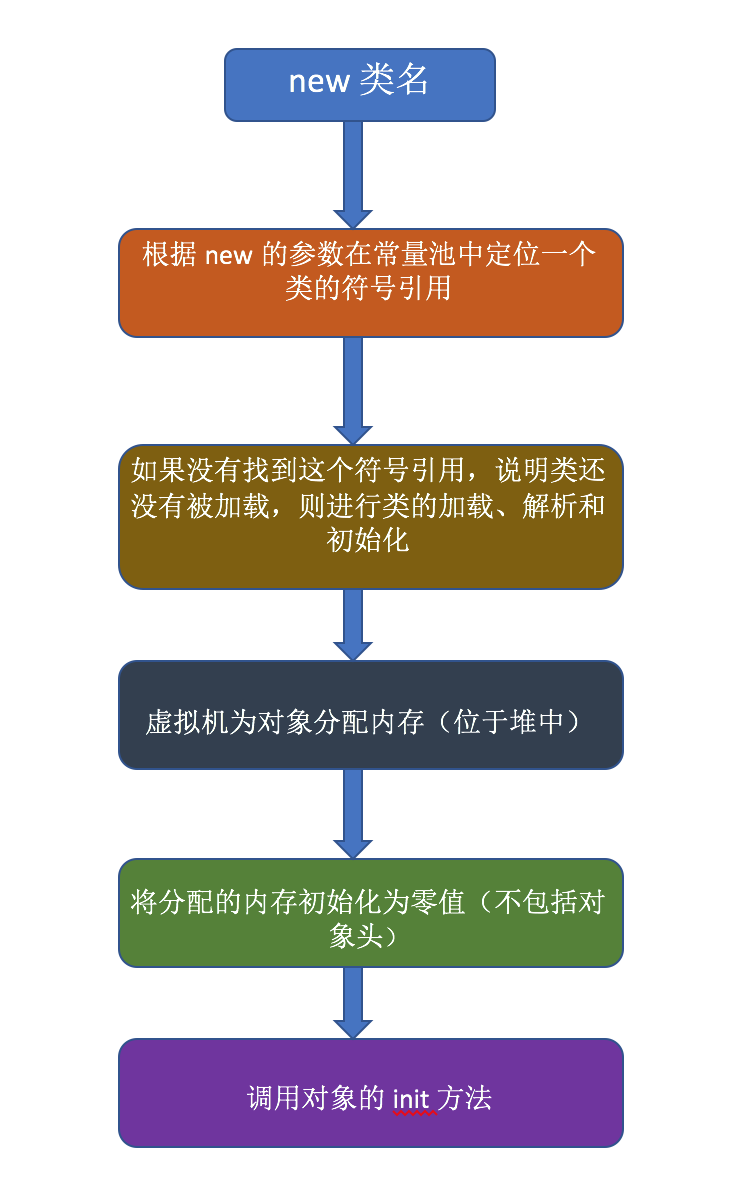 new 类名
根据 new 的参数在常量池中定位一个
类的符号引用
如果没有找到这个符号引用，说明类还
没有被加载，则进行类的加载、解析和
初始化
虚拟机为对象分配内存（位于堆中）
将分配的内存初始化为零值（不包括对
象头）
调用对象的 init 方法